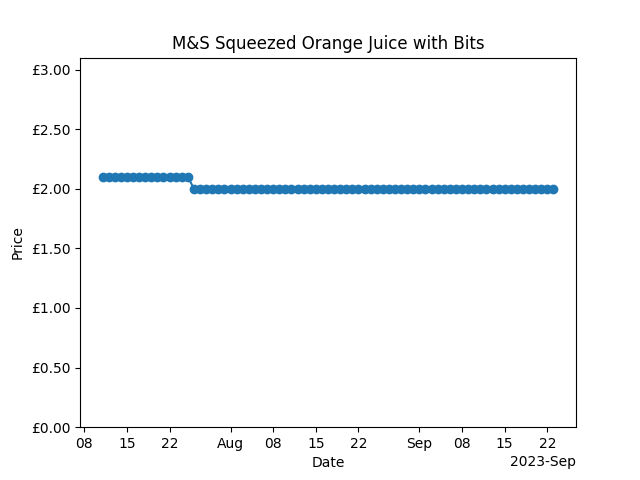 M&S Squeezed Orange Juice with Bits
£3.00
£2.50
£2.00
£1.50
£1.00
£0.50
£0.00
Price
08 15 22 Aug 08 15 22 Sep 08 15 22
Date
2023-Sep